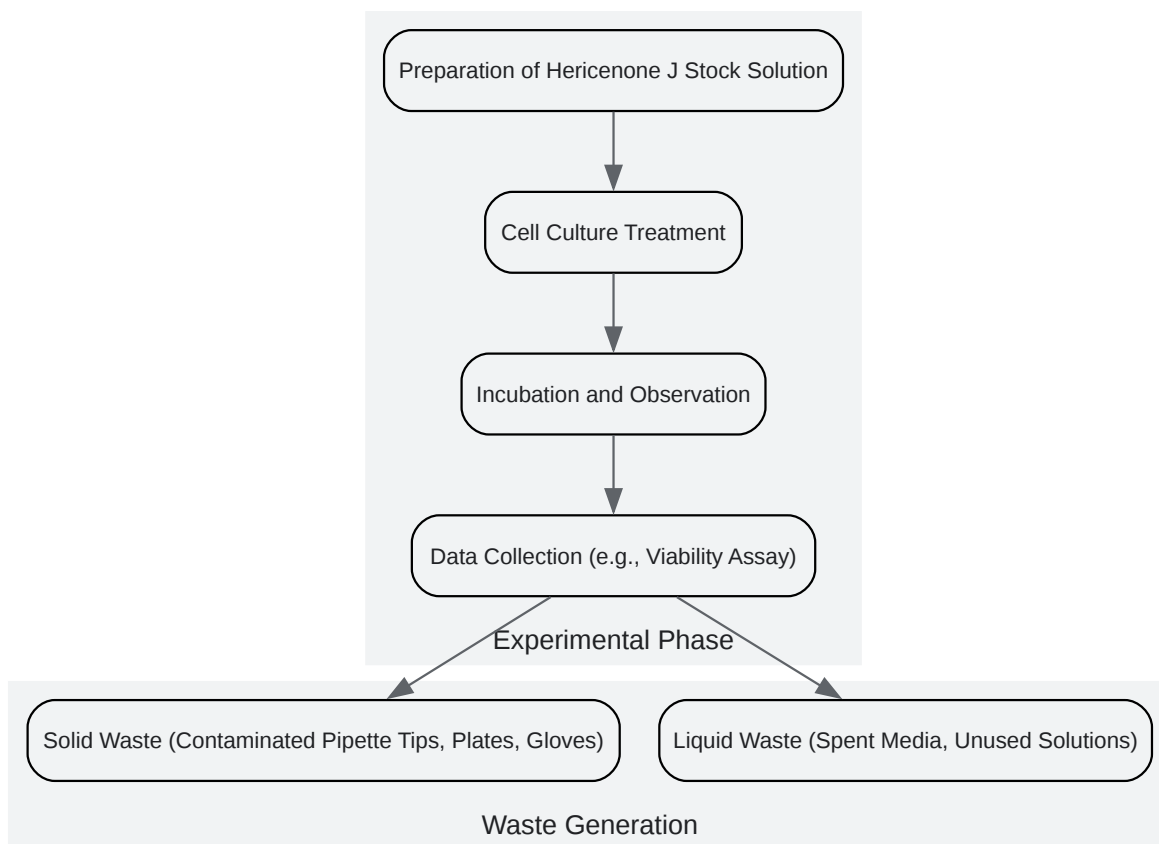 Preparation of Hericenone J Stock Solution
Cell Culture Treatment
Incubation and Observation
Data Collection (e.g., Viability Assay)
Experimental Phase
Solid Waste (Contaminated Pipette Tips, Plates, Gloves)
Liquid Waste (Spent Media, Unused Solutions)
Waste Generation